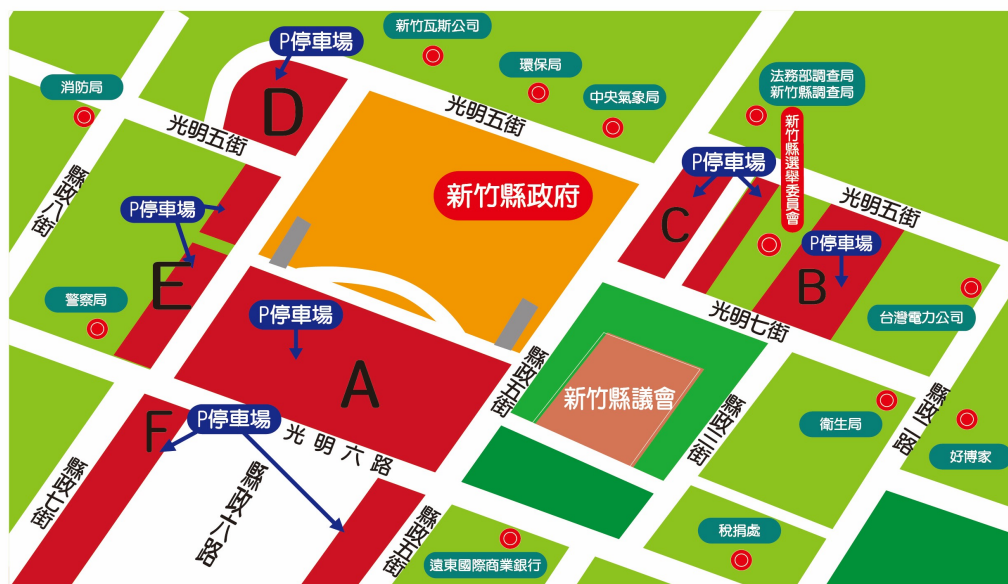 新竹瓦斯公司
P停車場
環保局
消防局
中央氣象局
法務部調查局
新竹縣調查局
D
光明五街
光明五街
新竹縣選舉委員會
P停車場
縣政八街
P停車場
新竹縣政府
C
光明五街
P停車場
B
E
警察局
P停車場
光明七街
台灣電力公司
A
縣政五街
新竹縣議會
F
P停車場
光明六路
縣政三街
衛生局
縣政二路
好博家
縣政七街
縣政六路
縣政五街
稅捐處
遠東國際商業銀行